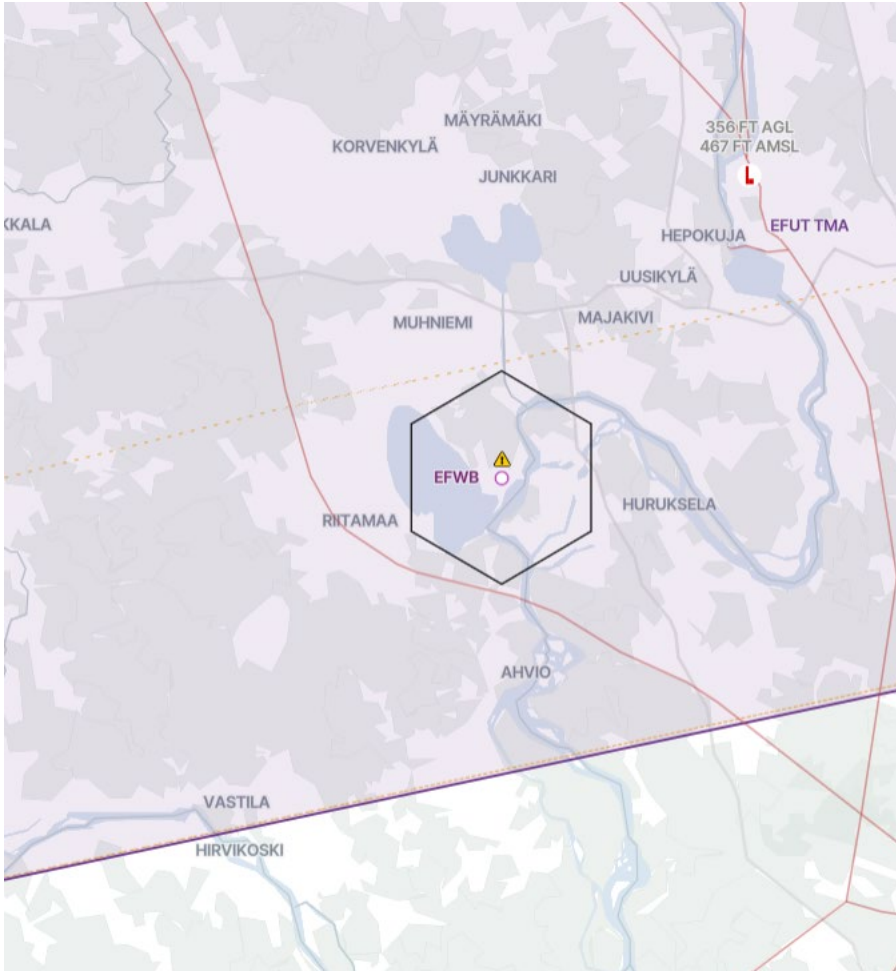 MÄYRÄMÄKI
356 FT AGL
467 FT AMSL
KORVENKYLÄ
JUNKKARI
KKALA
EFUT TMA
HEPOKUJA
UUSIKYLÄ
MUHNIEMI
MAJAKIVI
EFWB
HURUKSELA
RIITAMAA
AHVIO
VASTILA
HIRVIKOSKI